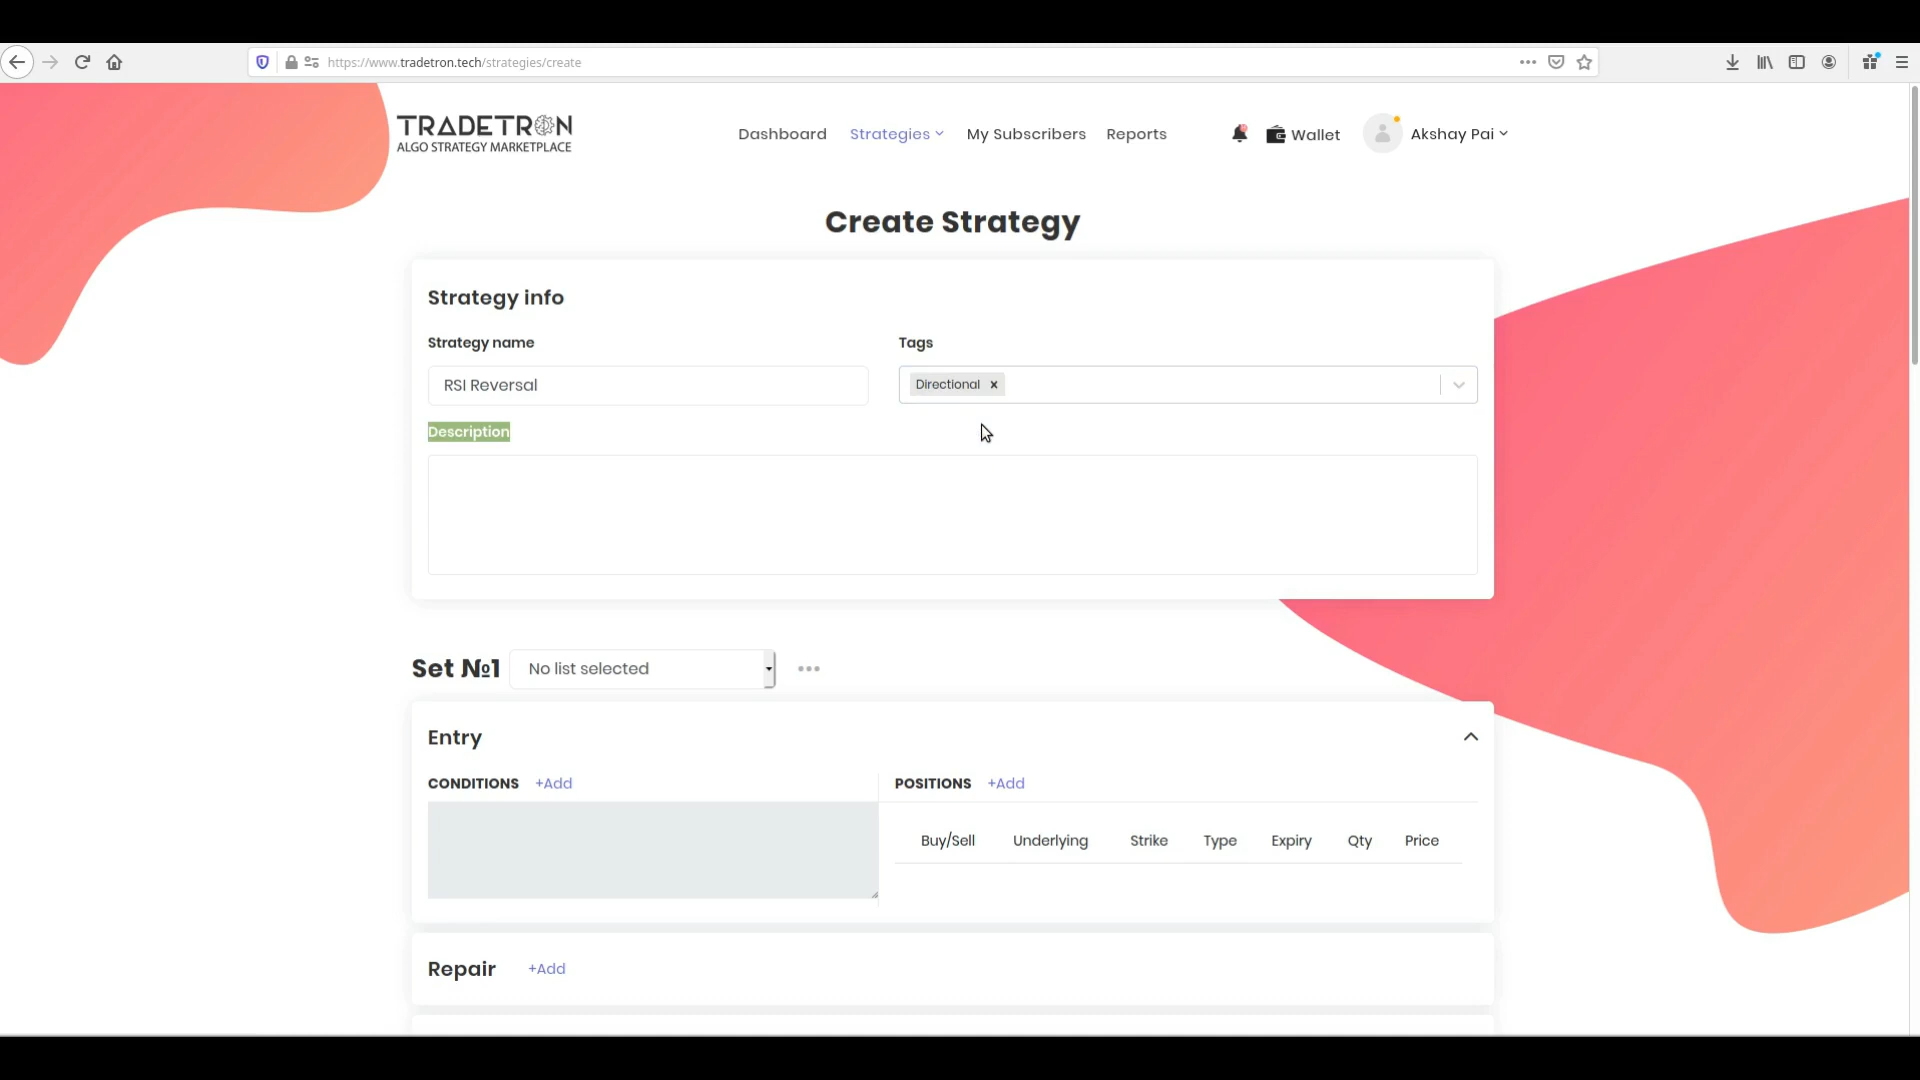 https://www.tradetron.tech/strategies/create
TRADETRON
ALGO STRATEGY MARKETPLACE
Dashboard Strategies My Subscribers Reports Wallet Akshay Pai
Create Strategy
Strategy info
Strategy name Tags
RSI Reversal Directional x
Description
Set №1 No list selected
Entry
CONDITIONS +Add POSITIONS +Add
Buy/Sell Underlying Strike Type Expiry Qty Price
Repair +Add